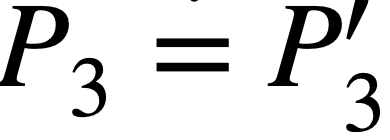 P₃ = P′₃